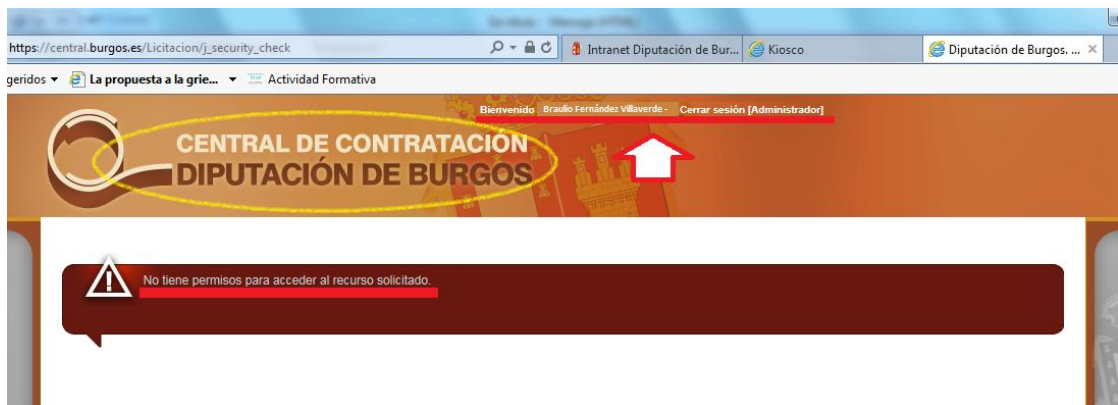 https://central.burgos.es/Licitacion/j_security_check
Intranet Diputación de Bur...
Kiosco
Diputación de Burgos. ...
geridos
La propuesta a la grie...
Actividad Formativa
Bienvenido Braulio Fernández Villaverde - Cerrar sesión [Administrador]
CENTRAL DE CONTRATACIÓN
DIPUTACIÓN DE BURGOS
No tiene permisos para acceder al recurso solicitado.